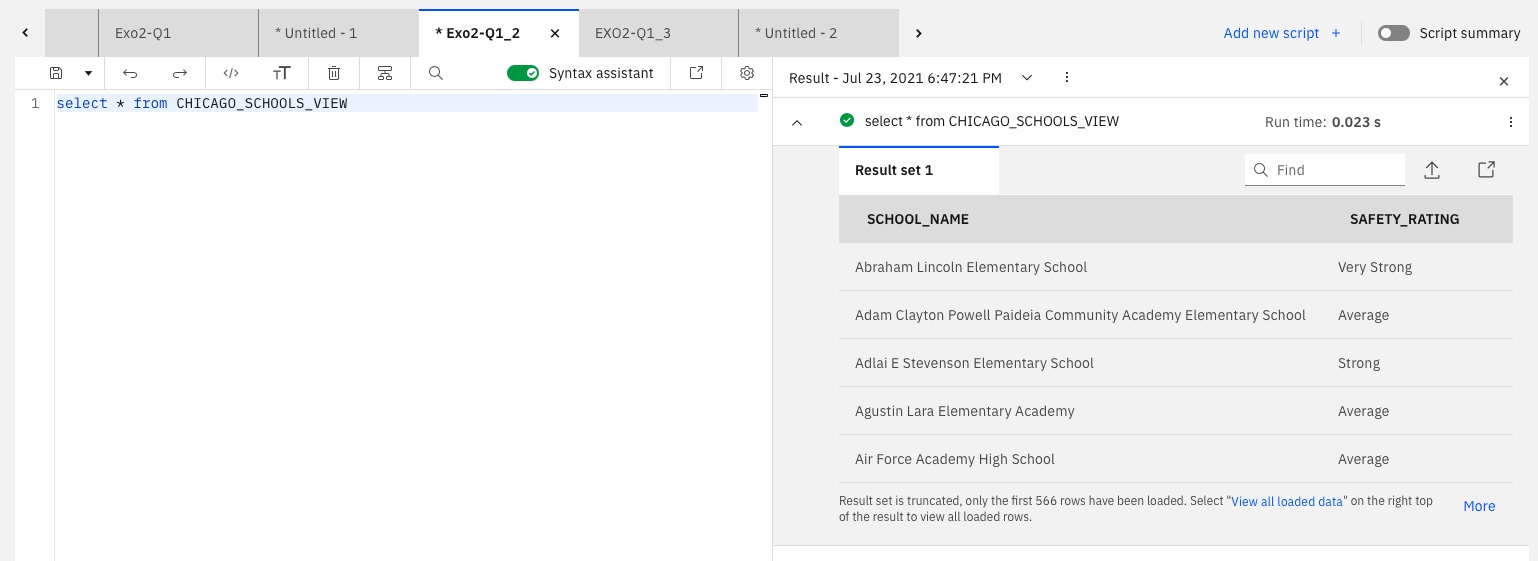 Exo2-Q1
* Untitled - 1
* Exo2-Q1_2
EXO2-Q1_3
* Untitled - 2
Add new script +
Script summary
</>
TT
Syntax assistant
Result - Jul 23, 2021 6:47:21 PM
1 select * from CHICAGO_SCHOOLS_VIEW
select * from CHICAGO_SCHOOLS_VIEW
Run time: 0.023 s
Result set 1
Find
SCHOOL_NAME SAFETY_RATING
Abraham Lincoln Elementary School Very Strong
Adam Clayton Powell Paideia Community Academy Elementary School Average
Adlai E Stevenson Elementary School Strong
Agustin Lara Elementary Academy Average
Air Force Academy High School Average
Result set is truncated, only the first 566 rows have been loaded. Select "View all loaded data" on the right top
of the result to view all loaded rows.
More